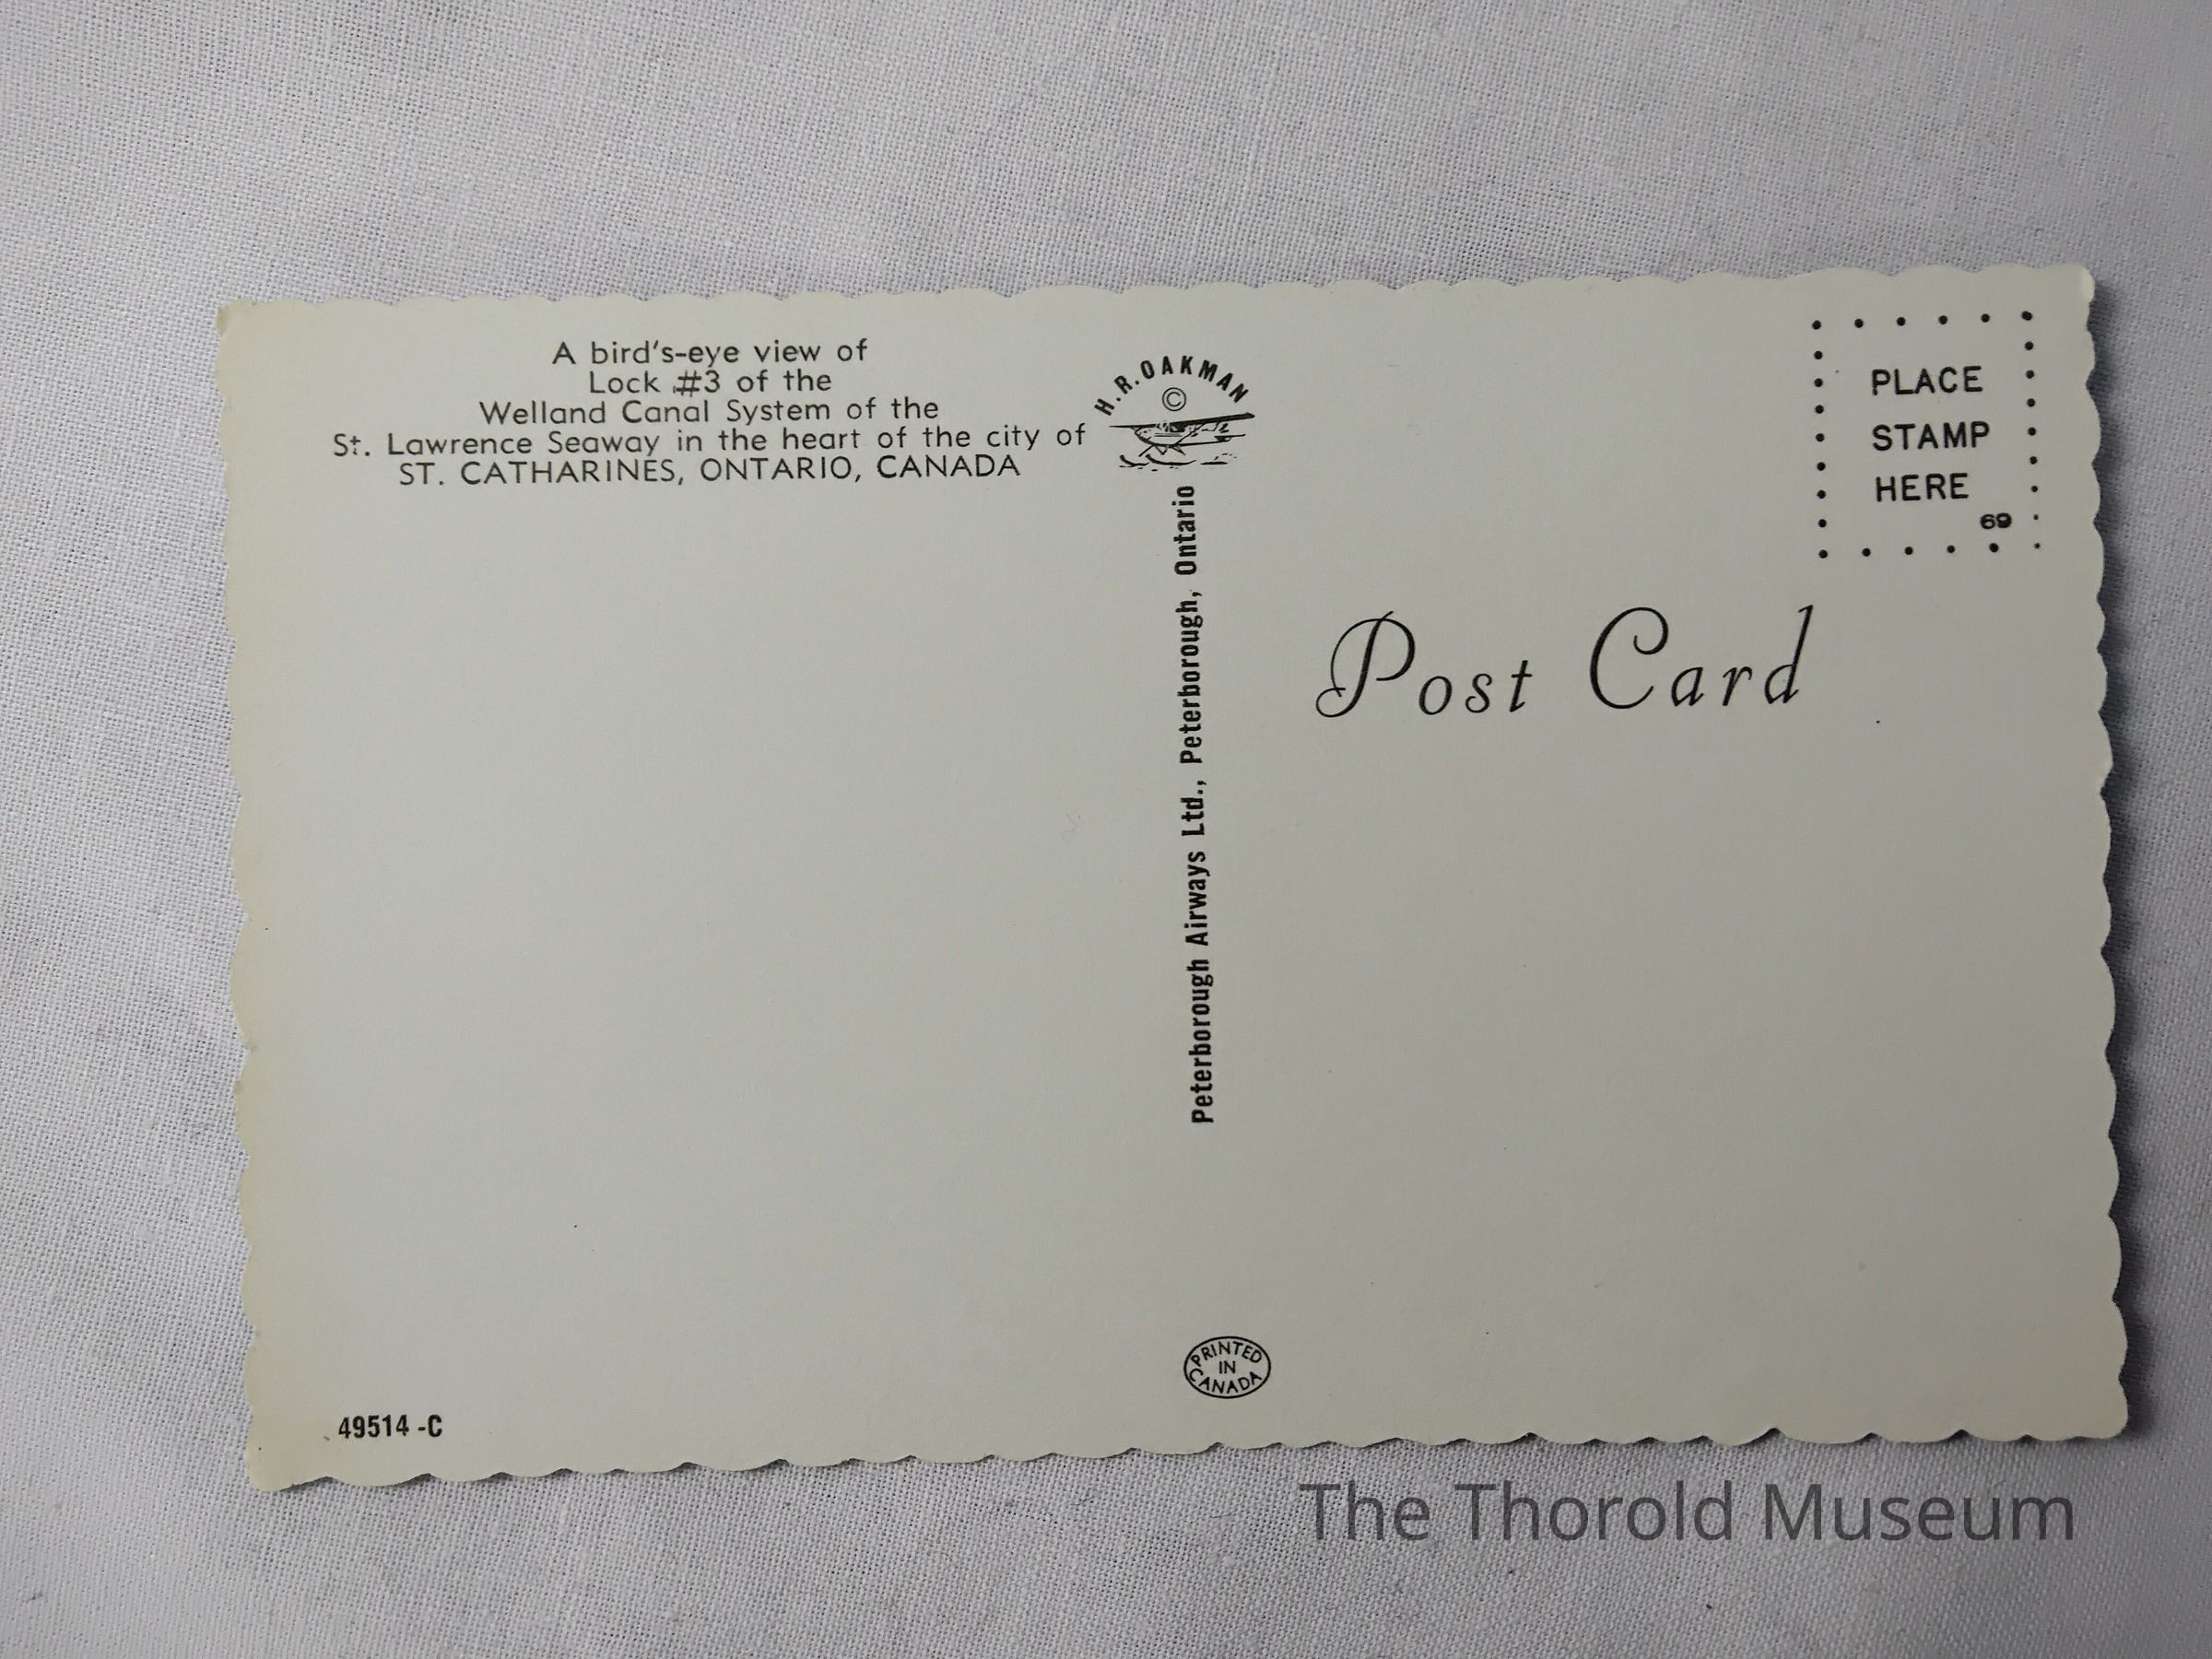 A bird's-eye view of
Lock #3 of the
Welland Canal System of the
St. Lawrence Seaway in the heart of the city of
ST. CATHARINES, ONTARIO, CANADA
H.R. OAKMAN
©
Peterborough Airways Ltd., Peterborough, Ontario
PLACE
STAMP
HERE
69
Post Card
PRINTED
IN
CANADA
49514 -C
The Thorold Museum